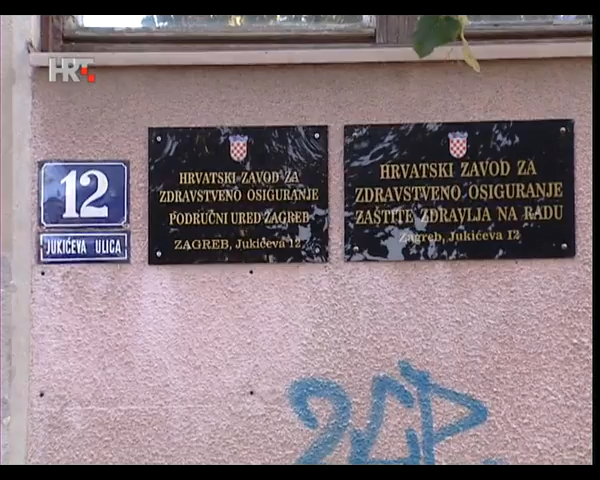 HRT
12
JUKIĆEVA ULICA
HRVATSKI ZAVOD ZA
ZDRAVSTVENO OSIGURANJE
PODRUČNI URED ZAGREB
ZAGREB, Jukićeva 12
HRVATSKI ZAVOD ZA
ZDRAVSTVENO OSIGURANJE
ZAŠTITE ZDRAVLJA NA RADU
Zagreb, Jukićeva 12